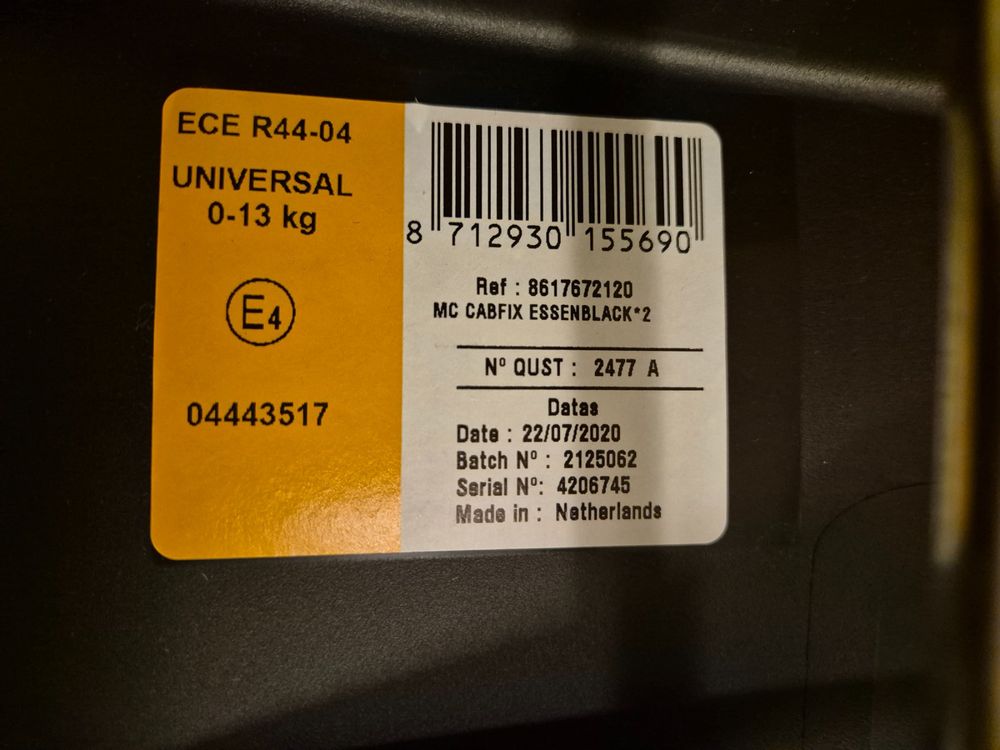 ECE R44-04
UNIVERSAL
0-13 kg
E4
04443517
8 712930 155690
Ref : 8617672120
MC CABFIX ESSENBLACK*2
Nº QUST : 2477 A
Datas
Date : 22/07/2020
Batch Nº : 2125062
Serial Nº: 4206745
Made in : Netherlands